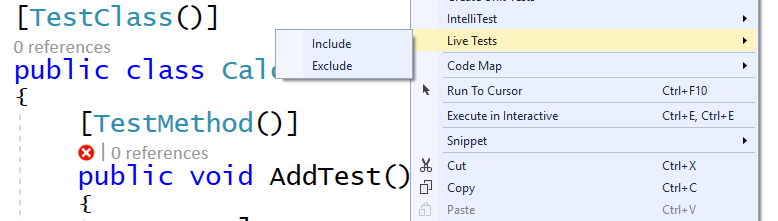 [TestClass()]
0 references
public class Calc
{
[TestMethod()]
| 0 references
public void AddTest()
{
IntelliTest
Live Tests
Include
Exclude
Code Map
Run To Cursor Ctrl+F10
Execute in Interactive Ctrl+E, Ctrl+E
Snippet
Cut Ctrl+X
Copy Ctrl+C
Paste Ctrl+V